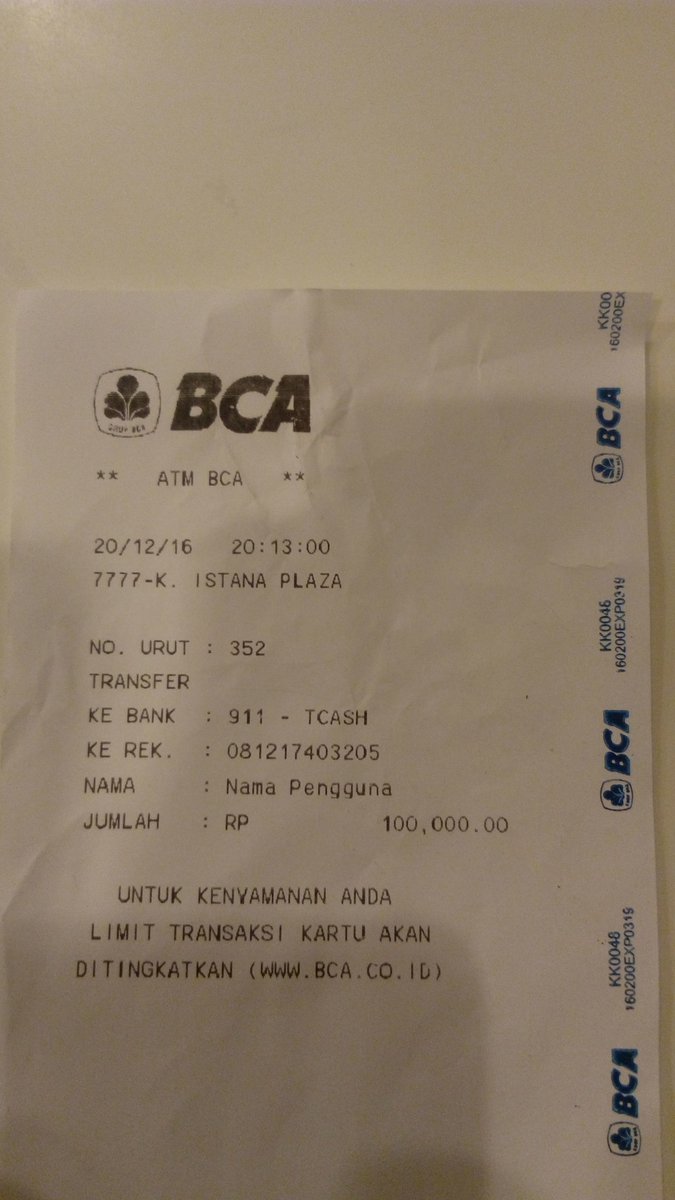 GRUP BCA BCA
** ATM BCA **
20/12/16 20:13:00
7777-K. ISTANA PLAZA
NO. URUT : 352
TRANSFER
KE BANK : 911 - TCASH
KE REK. : 081217403205
NAMA : Nama Pengguna
JUMLAH : RP 100,000.00
UNTUK KENYAMANAN ANDA
LIMIT TRANSAKSI KARTU AKAN
DITINGKATKAN (WWW.BCA.CO.ID)
KK00
160200EX
BCA
KK0048
160200EXP0319
BCA
KK0048
160200EXP0319
BCA